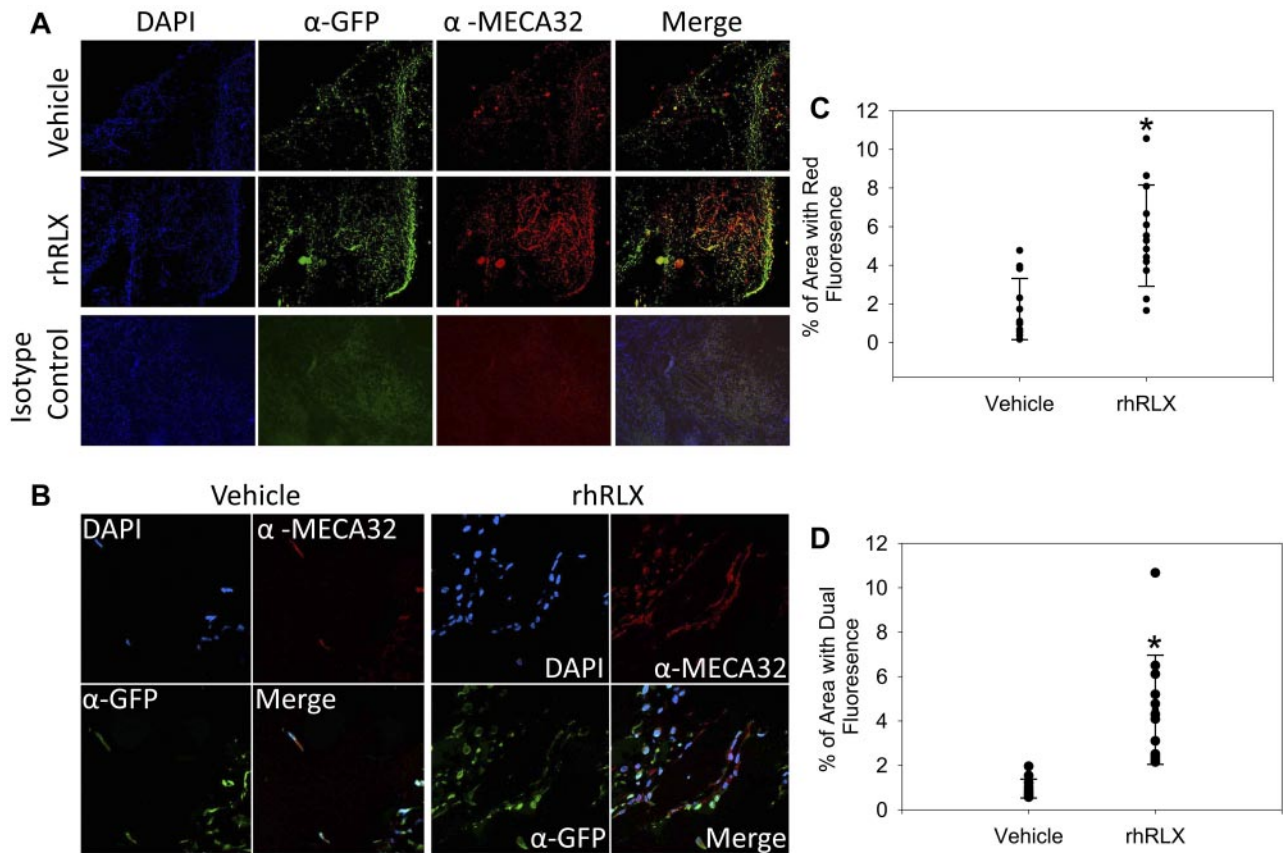 A
DAPI
α-GFP
α -MECA32
Merge
Vehicle
rhRLX
Isotype
Control
B
Vehicle
rhRLX
DAPI
α -MECA32
α-GFP
Merge
DAPI
α-MECA32
α-GFP
Merge
C
% of Area with Red
Fluoresence
12
10
8
6
4
2
0
*
Vehicle
rhRLX
D
% of Area with Dual
Fluoresence
12
10
8
6
4
2
0
*
Vehicle
rhRLX